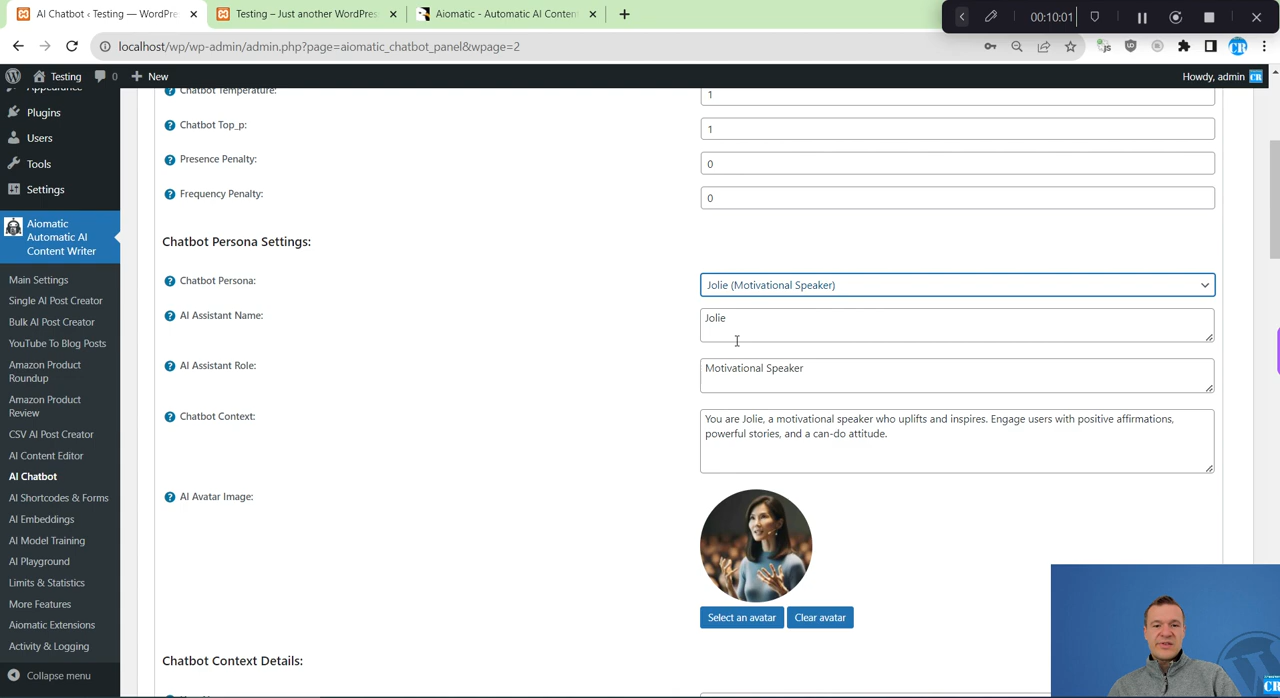 AI Chatbot ‹ Testing — WordPre
Testing – Just another WordPres
Aiomatic - Automatic AI Conten
00:10:01
localhost/wp/wp-admin/admin.php?page=aiomatic_chatbot_panel&wpage=2
Testing
0
New
Howdy, admin
Appearance
Plugins
Users
Tools
Settings
Aiomatic
Automatic AI
Content Writer
Main Settings
Single AI Post Creator
Bulk AI Post Creator
YouTube To Blog Posts
Amazon Product
Roundup
Amazon Product
Review
CSV AI Post Creator
AI Content Editor
AI Chatbot
AI Shortcodes & Forms
AI Embeddings
AI Model Training
AI Playground
Limits & Statistics
More Features
Aiomatic Extensions
Activity & Logging
Collapse menu
Chatbot Temperature:
1
Chatbot Top_p:
1
Presence Penalty:
0
Frequency Penalty:
0
Chatbot Persona Settings:
Chatbot Persona:
Jolie (Motivational Speaker)
AI Assistant Name:
Jolie
AI Assistant Role:
Motivational Speaker
Chatbot Context:
You are Jolie, a motivational speaker who uplifts and inspires. Engage users with positive affirmations,
powerful stories, and a can-do attitude.
AI Avatar Image:
Select an avatar
Clear avatar
Chatbot Context Details:
CR